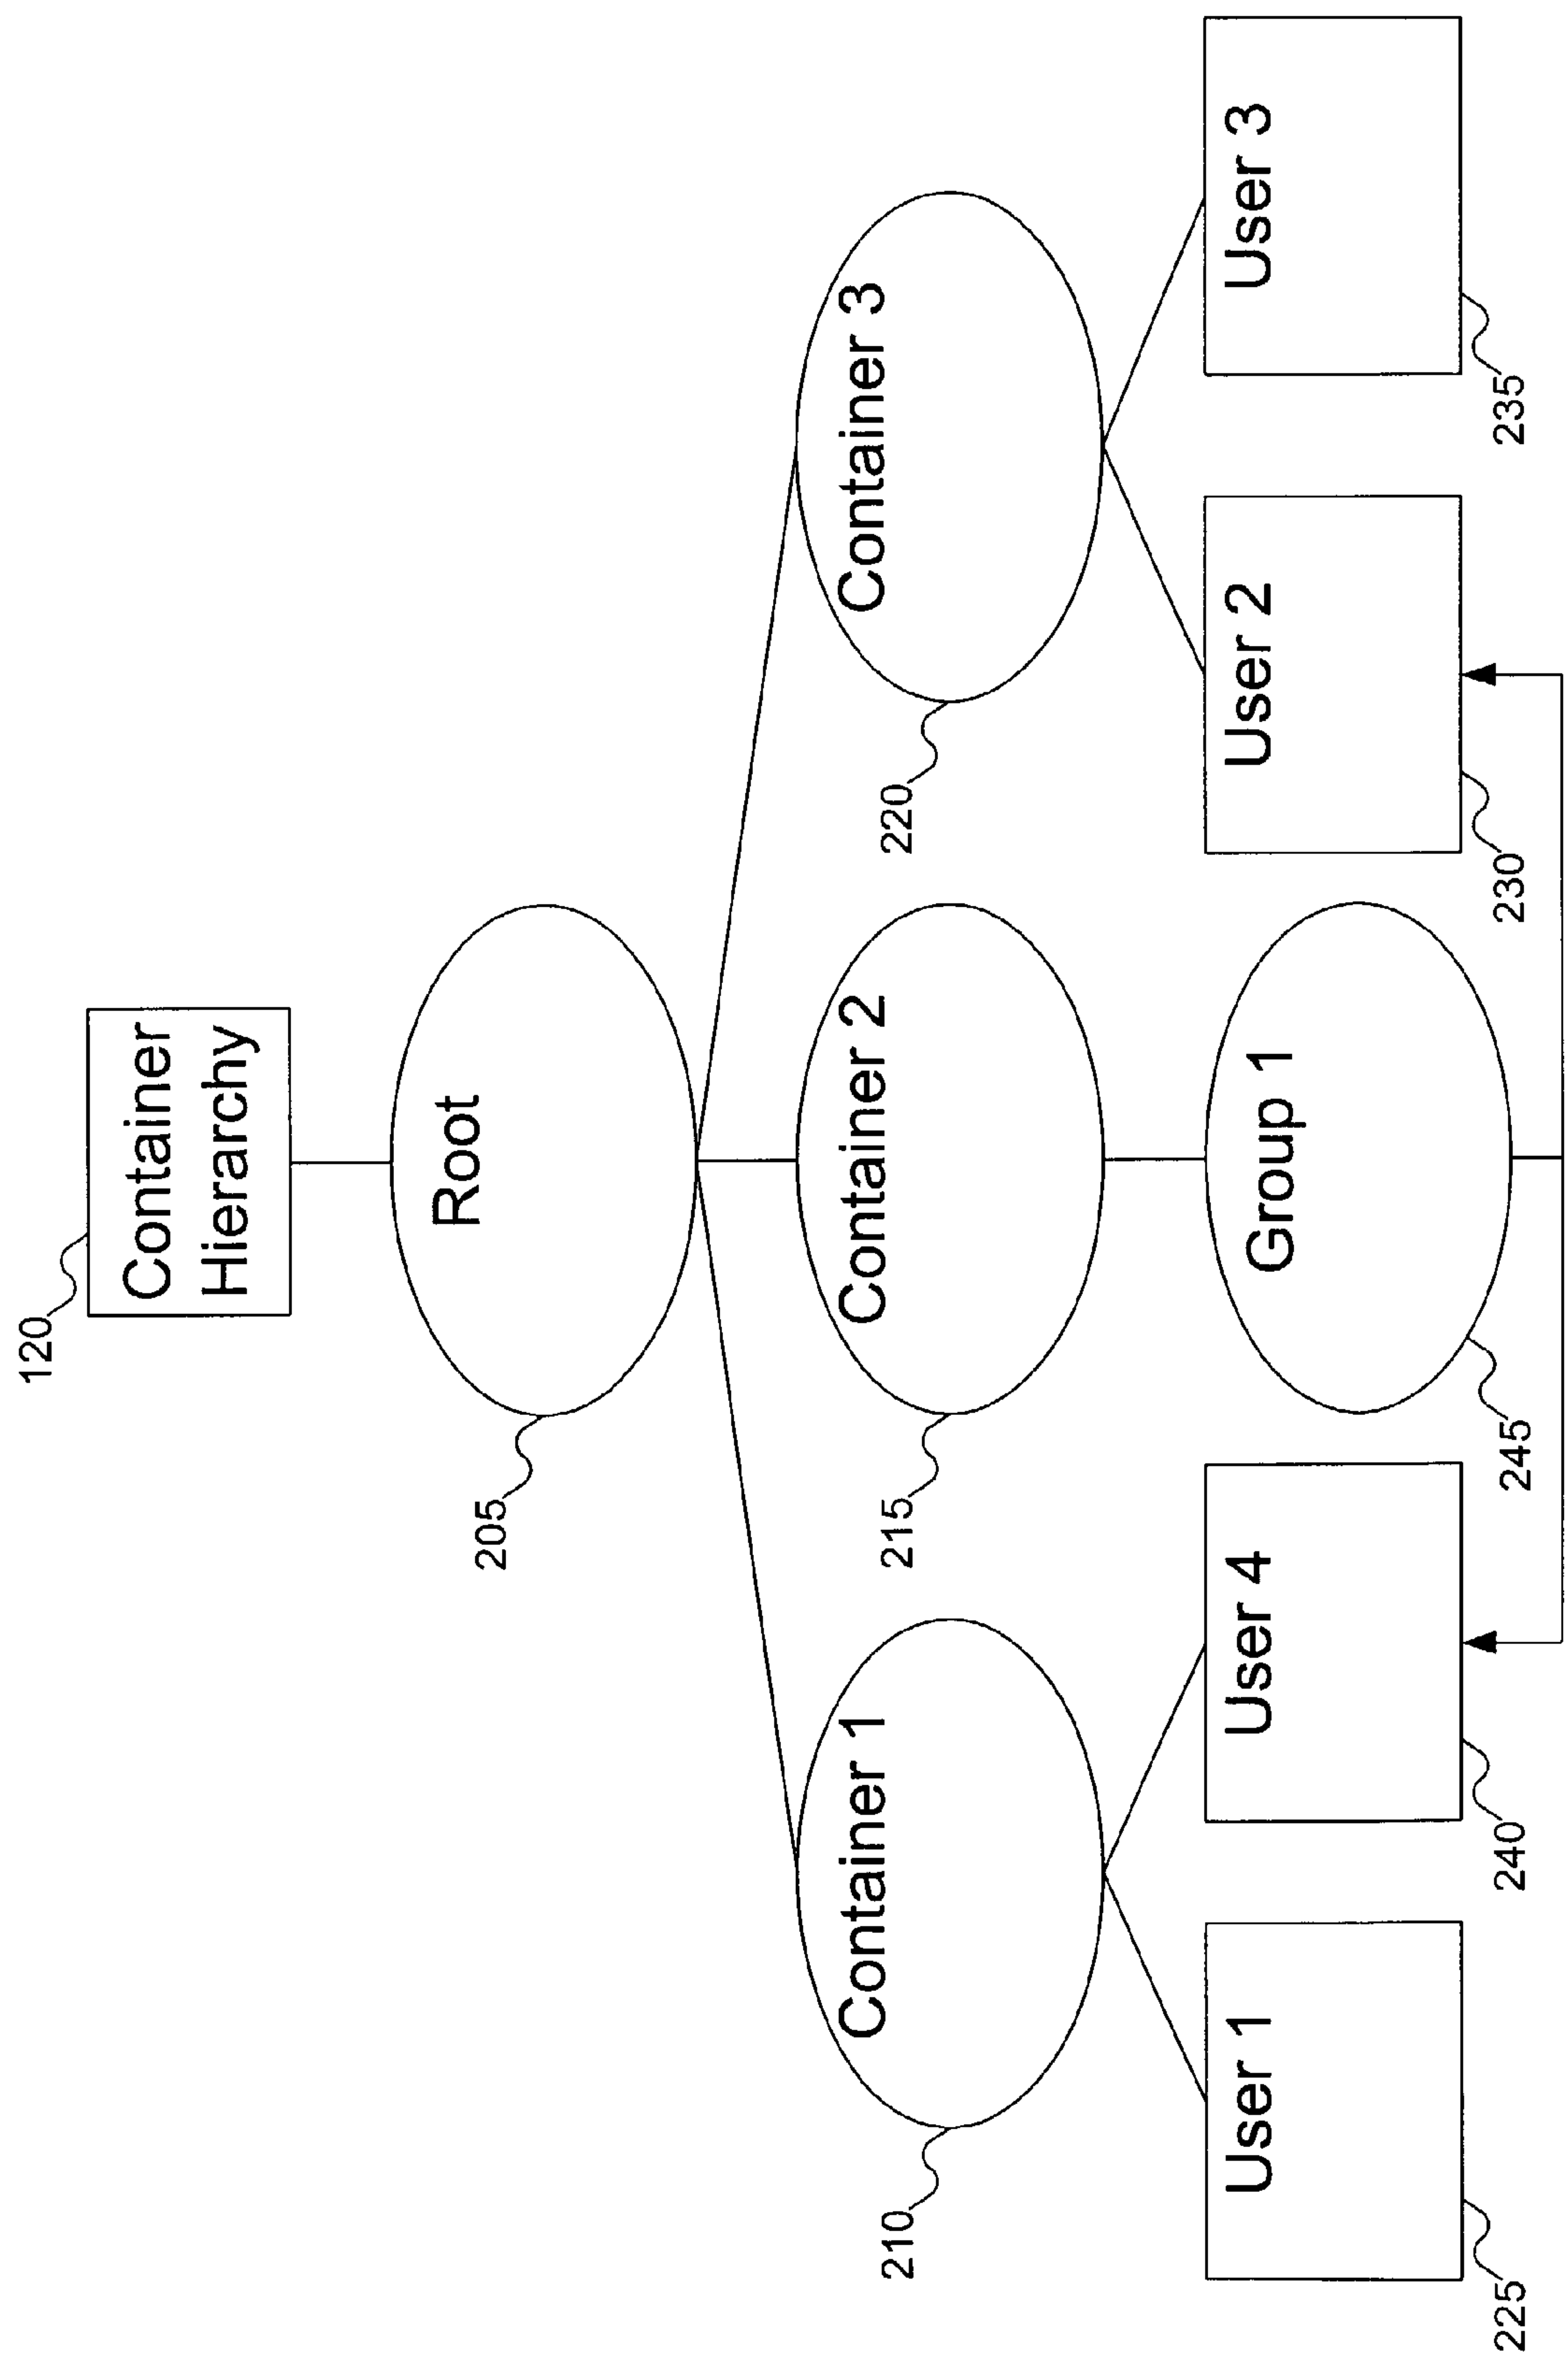 120
Container
Hierarchy
Root
205
Container 1
210
Container 2
215
Container 3
220
User 1
225
User 4
240
Group 1
245
User 2
230
User 3
235